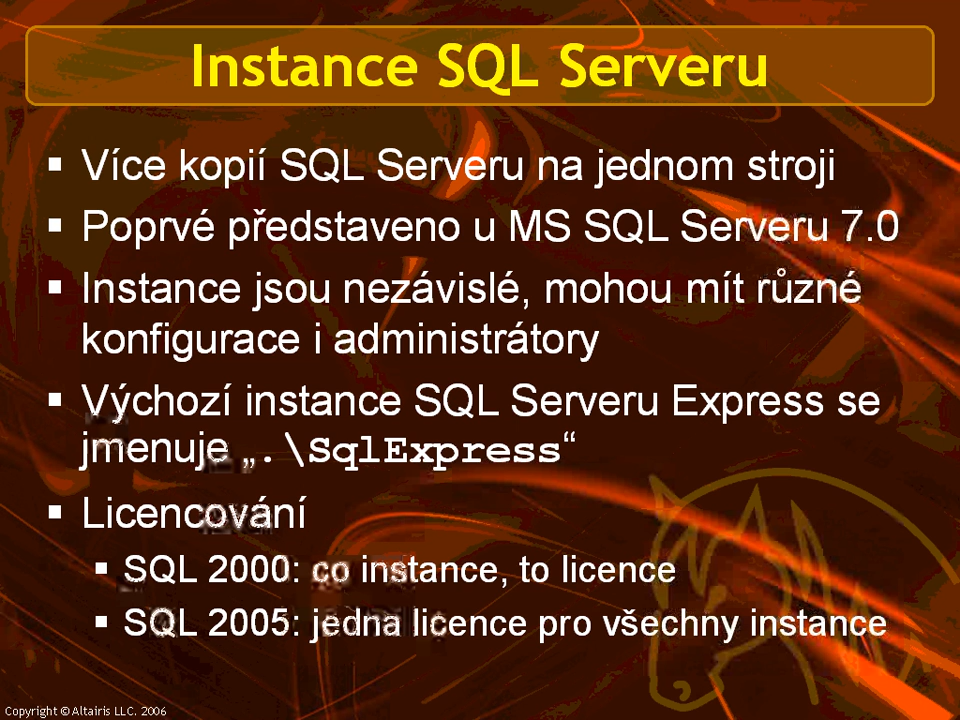 Instance SQL Serveru
▪ Více kopií SQL Serveru na jednom stroji
▪ Poprvé představeno u MS SQL Serveru 7.0
▪ Instance jsou nezávislé, mohou mít různé
konfigurace i administrátory
▪ Výchozí instance SQL Serveru Express se
jmenuje „.\SqlExpress“
▪ Licencování
▪ SQL 2000: co instance, to licence
▪ SQL 2005: jedna licence pro všechny instance
Copyright © Altairis LLC. 2006